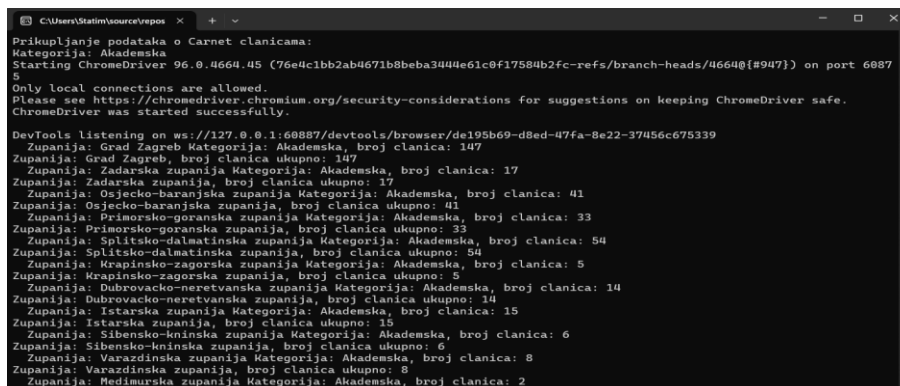 C:\Users\Statim\source\repos
Prikupljanje podataka o Carnet clanicama:
Kategorija: Akademska
Starting ChromeDriver 96.0.4664.45 (76e4c1bb2ab4671b8beba3444e61c0f17584b2fc-refs/branch-heads/4664@{#947}) on port 6087
5
Only local connections are allowed.
Please see https://chromedriver.chromium.org/security-considerations for suggestions on keeping ChromeDriver safe.
ChromeDriver was started successfully.
DevTools listening on ws://127.0.0.1:60887/devtools/browser/de195b69-d8ed-47fa-8e22-37456c675339
Zupanija: Grad Zagreb Kategorija: Akademska, broj clanica: 147
Zupanija: Grad Zagreb, broj clanica ukupno: 147
Zupanija: Zadarska zupanija Kategorija: Akademska, broj clanica: 17
Zupanija: Zadarska zupanija, broj clanica ukupno: 17
Zupanija: Osjecko-baranjska zupanija Kategorija: Akademska, broj clanica: 41
Zupanija: Osjecko-baranjska zupanija, broj clanica ukupno: 41
Zupanija: Primorsko-goranska zupanija Kategorija: Akademska, broj clanica: 33
Zupanija: Primorsko-goranska zupanija, broj clanica ukupno: 33
Zupanija: Splitsko-dalmatinska zupanija Kategorija: Akademska, broj clanica: 54
Zupanija: Splitsko-dalmatinska zupanija, broj clanica ukupno: 54
Zupanija: Krapinsko-zagorska zupanija Kategorija: Akademska, broj clanica: 5
Zupanija: Krapinsko-zagorska zupanija, broj clanica ukupno: 5
Zupanija: Dubrovacko-neretvanska zupanija Kategorija: Akademska, broj clanica: 14
Zupanija: Dubrovacko-neretvanska zupanija, broj clanica ukupno: 14
Zupanija: Istarska zupanija Kategorija: Akademska, broj clanica: 15
Zupanija: Istarska zupanija, broj clanica ukupno: 15
Zupanija: Sibensko-kninska zupanija Kategorija: Akademska, broj clanica: 6
Zupanija: Sibensko-kninska zupanija, broj clanica ukupno: 6
Zupanija: Varazdinska zupanija Kategorija: Akademska, broj clanica: 8
Zupanija: Varazdinska zupanija, broj clanica ukupno: 8
Zupanija: Medimurska zupanija Kategorija: Akademska, broj clanica: 2